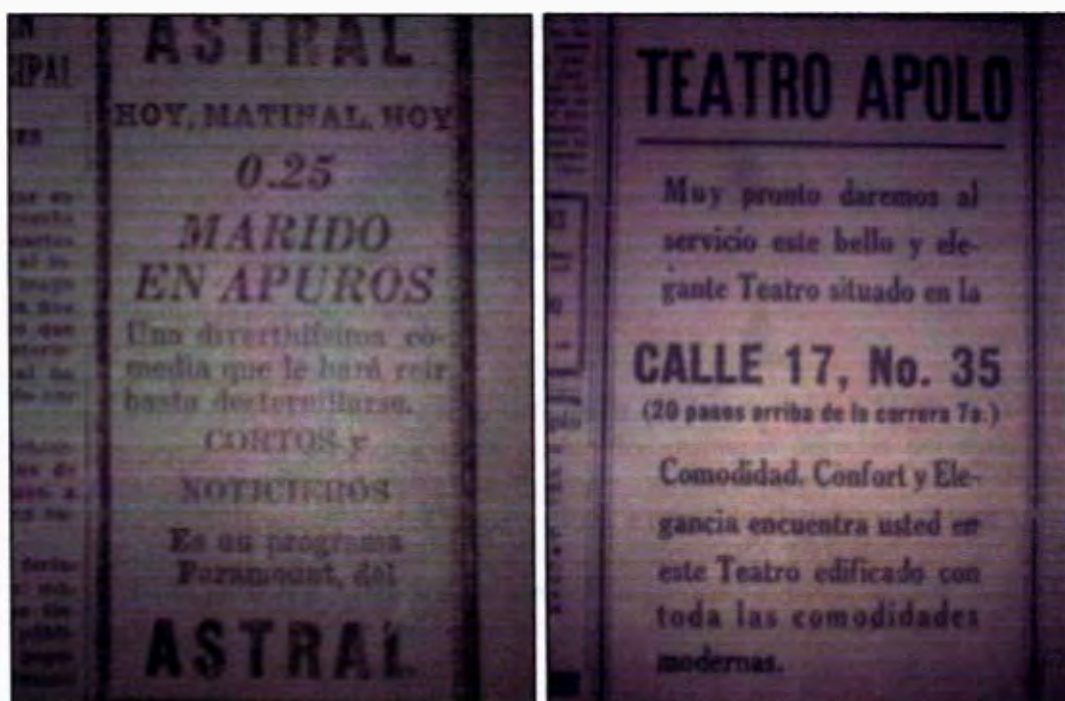 ASTRAL
HOY, MATINAL, HOY
0.25
MARIDO
EN APUROS
Una divertidísima co-
media que le hará reír
hasta desternillarse.
CORTOS y
NOTICIEROS
Es un programa
Paramount, del
ASTRAL
TEATRO APOLO
Muy pronto daremos al
servicio este bello y ele-
gante Teatro situado en la
CALLE 17, No. 35
(20 pasos arriba de la carrera 7a.)
Comodidad, Confort y Ele-
gancia encuentra usted en
este Teatro edificado con
toda las comodidades
modernas.